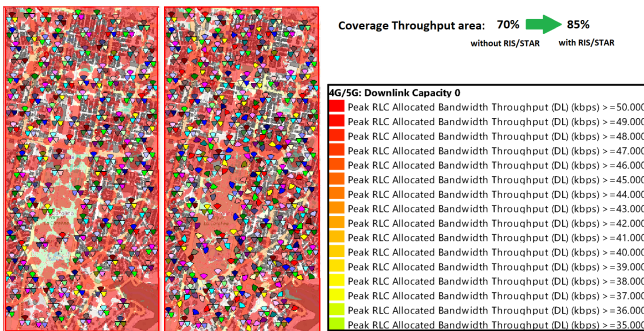 Coverage Throughput area: 70% 85%
without RIS/STAR with RIS/STAR
4G/5G: Downlink Capacity 0
Peak RLC Allocated Bandwidth Throughput (DL) (kbps) >=50.000
Peak RLC Allocated Bandwidth Throughput (DL) (kbps) >=49.000
Peak RLC Allocated Bandwidth Throughput (DL) (kbps) >=48.000
Peak RLC Allocated Bandwidth Throughput (DL) (kbps) >=47.000
Peak RLC Allocated Bandwidth Throughput (DL) (kbps) >=46.000
Peak RLC Allocated Bandwidth Throughput (DL) (kbps) >=45.000
Peak RLC Allocated Bandwidth Throughput (DL) (kbps) >=44.000
Peak RLC Allocated Bandwidth Throughput (DL) (kbps) >=43.000
Peak RLC Allocated Bandwidth Throughput (DL) (kbps) >=42.000
Peak RLC Allocated Bandwidth Throughput (DL) (kbps) >=41.000
Peak RLC Allocated Bandwidth Throughput (DL) (kbps) >=40.000
Peak RLC Allocated Bandwidth Throughput (DL) (kbps) >=39.000
Peak RLC Allocated Bandwidth Throughput (DL) (kbps) >=38.000
Peak RLC Allocated Bandwidth Throughput (DL) (kbps) >=37.000
Peak RLC Allocated Bandwidth Throughput (DL) (kbps) >=36.000
Peak RLC Allocated Bandwidth Throughput (DL) (kbps) >=35.000